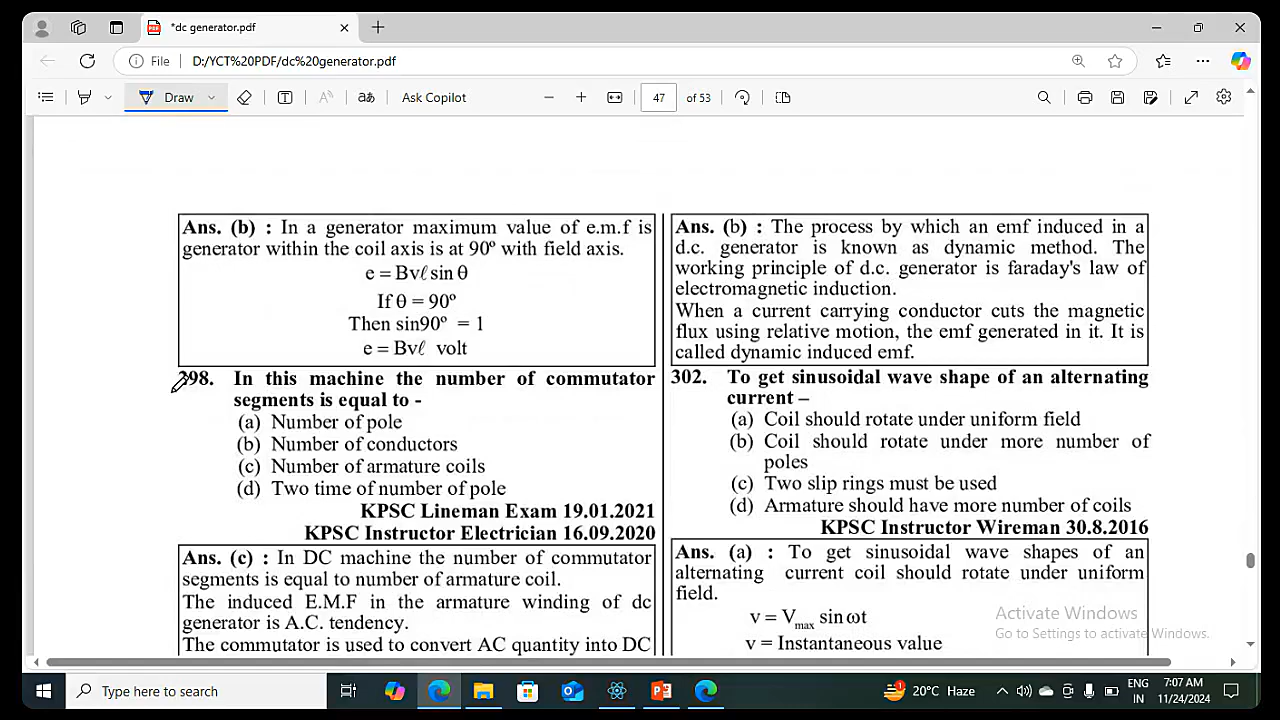 *dc generator.pdf
File
D:/YCT%20PDF/dc%20generator.pdf
Draw
Ask Copilot
47 of 53
Ans. (b) : In a generator maximum value of e.m.f is
generator within the coil axis is at 90º with field axis.
e = Bvℓ sin θ
If θ = 90º
Then sin90º = 1
e = Bvℓ volt
298. In this machine the number of commutator
segments is equal to -
(a) Number of pole
(b) Number of conductors
(c) Number of armature coils
(d) Two time of number of pole
KPSC Lineman Exam 19.01.2021
KPSC Instructor Electrician 16.09.2020
Ans. (c) : In DC machine the number of commutator
segments is equal to number of armature coil.
The induced E.M.F in the armature winding of dc
generator is A.C. tendency.
The commutator is used to convert AC quantity into DC
Ans. (b) : The process by which an emf induced in a
d.c. generator is known as dynamic method. The
working principle of d.c. generator is faraday's law of
electromagnetic induction.
When a current carrying conductor cuts the magnetic
flux using relative motion, the emf generated in it. It is
called dynamic induced emf.
302. To get sinusoidal wave shape of an alternating
current –
(a) Coil should rotate under uniform field
(b) Coil should rotate under more number of
poles
(c) Two slip rings must be used
(d) Armature should have more number of coils
KPSC Instructor Wireman 30.8.2016
Ans. (a) : To get sinusoidal wave shapes of an
alternating current coil should rotate under uniform
field.
v = Vmax sin ωt
v = Instantaneous value
Activate Windows
Go to Settings to activate Windows.
Type here to search
20°C Haze
ENG
IN
7:07 AM
11/24/2024